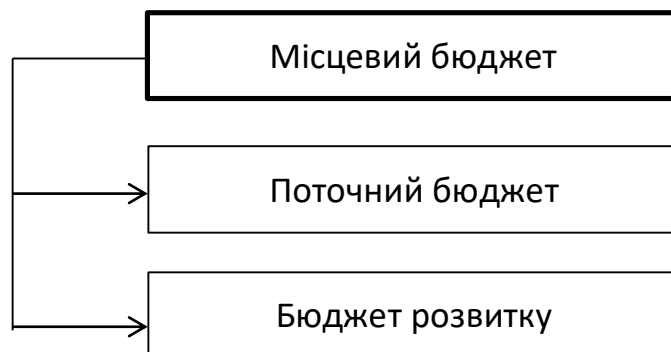 Місцевий бюджет
Поточний бюджет
Бюджет розвитку